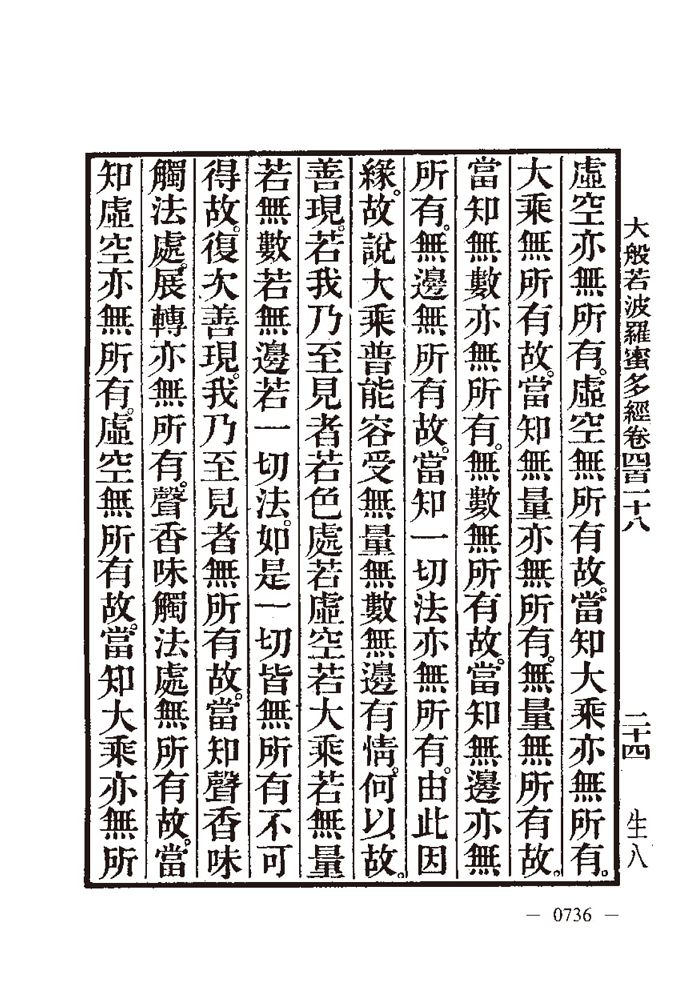 大般若波羅蜜多經卷四百一十八　二十四　生八
虛空亦無所有。虛空無所有故。當知大乘亦無所有。
大乘無所有故。當知無量亦無所有。無量無所有故。
當知無數亦無所有。無數無所有故。當知無邊亦無
所有。無邊無所有故。當知一切法亦無所有。由此因
緣。故說大乘普能容受無量無數無邊有情。何以故。
善現。若我乃至見者若色處若虛空若大乘若無量
若無數若無邊若一切法。如是一切皆無所有不可
得故。復次善現。我乃至見者無所有故。當知聲香味
觸法處。展轉亦無所有。聲香味觸法處無所有故。當
知虛空亦無所有。虛空無所有故。當知大乘亦無所
— 0736 —